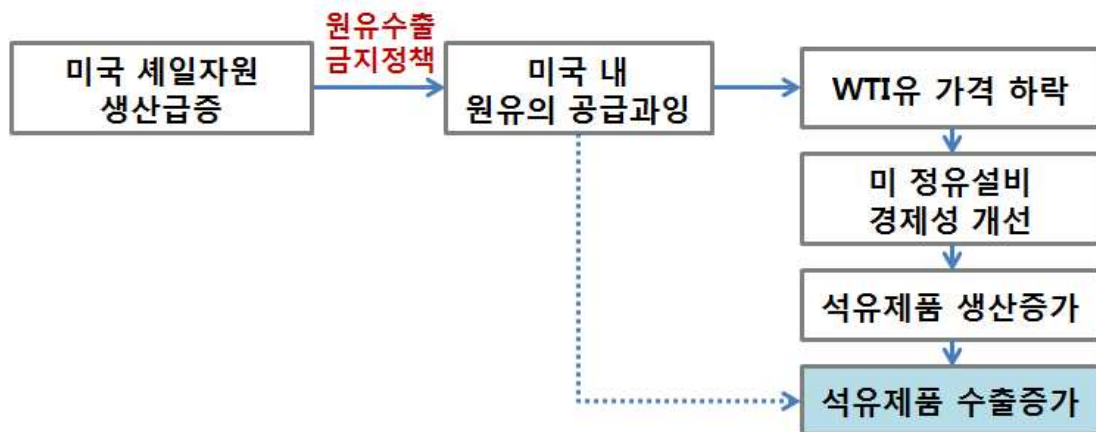 미국 셰일자원
생산급증
원유수출
금지정책
미국 내
원유의 공급과잉
WTI유 가격 하락
미 정유설비
경제성 개선
석유제품 생산증가
석유제품 수출증가